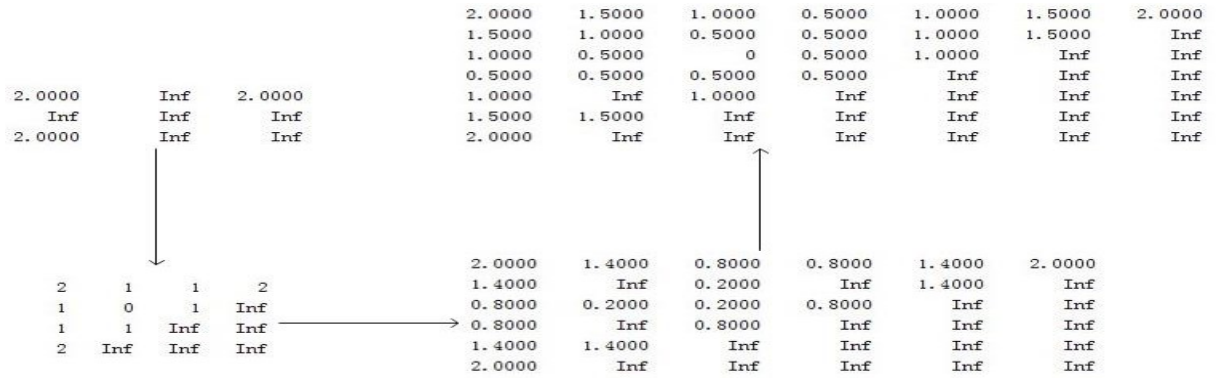 2.0000 Inf 2.0000
Inf Inf Inf
2.0000 Inf Inf
2 1 1 2
1 0 1 Inf
1 1 Inf Inf
2 Inf Inf Inf
2.0000 1.4000 0.8000 0.8000 1.4000 2.0000
1.4000 Inf 0.2000 Inf 1.4000 Inf
0.8000 0.2000 0.2000 0.8000 Inf Inf
0.8000 Inf 0.8000 Inf Inf Inf
1.4000 1.4000 Inf Inf Inf Inf
2.0000 Inf Inf Inf Inf Inf
2.0000 1.5000 1.0000 0.5000 1.0000 1.5000 2.0000
1.5000 1.0000 0.5000 0.5000 1.0000 1.5000 Inf
1.0000 0.5000 0 0.5000 1.0000 Inf Inf
0.5000 0.5000 0.5000 0.5000 Inf Inf Inf
1.0000 Inf 1.0000 Inf Inf Inf Inf
1.5000 1.5000 Inf Inf Inf Inf Inf
2.0000 Inf Inf Inf Inf Inf Inf